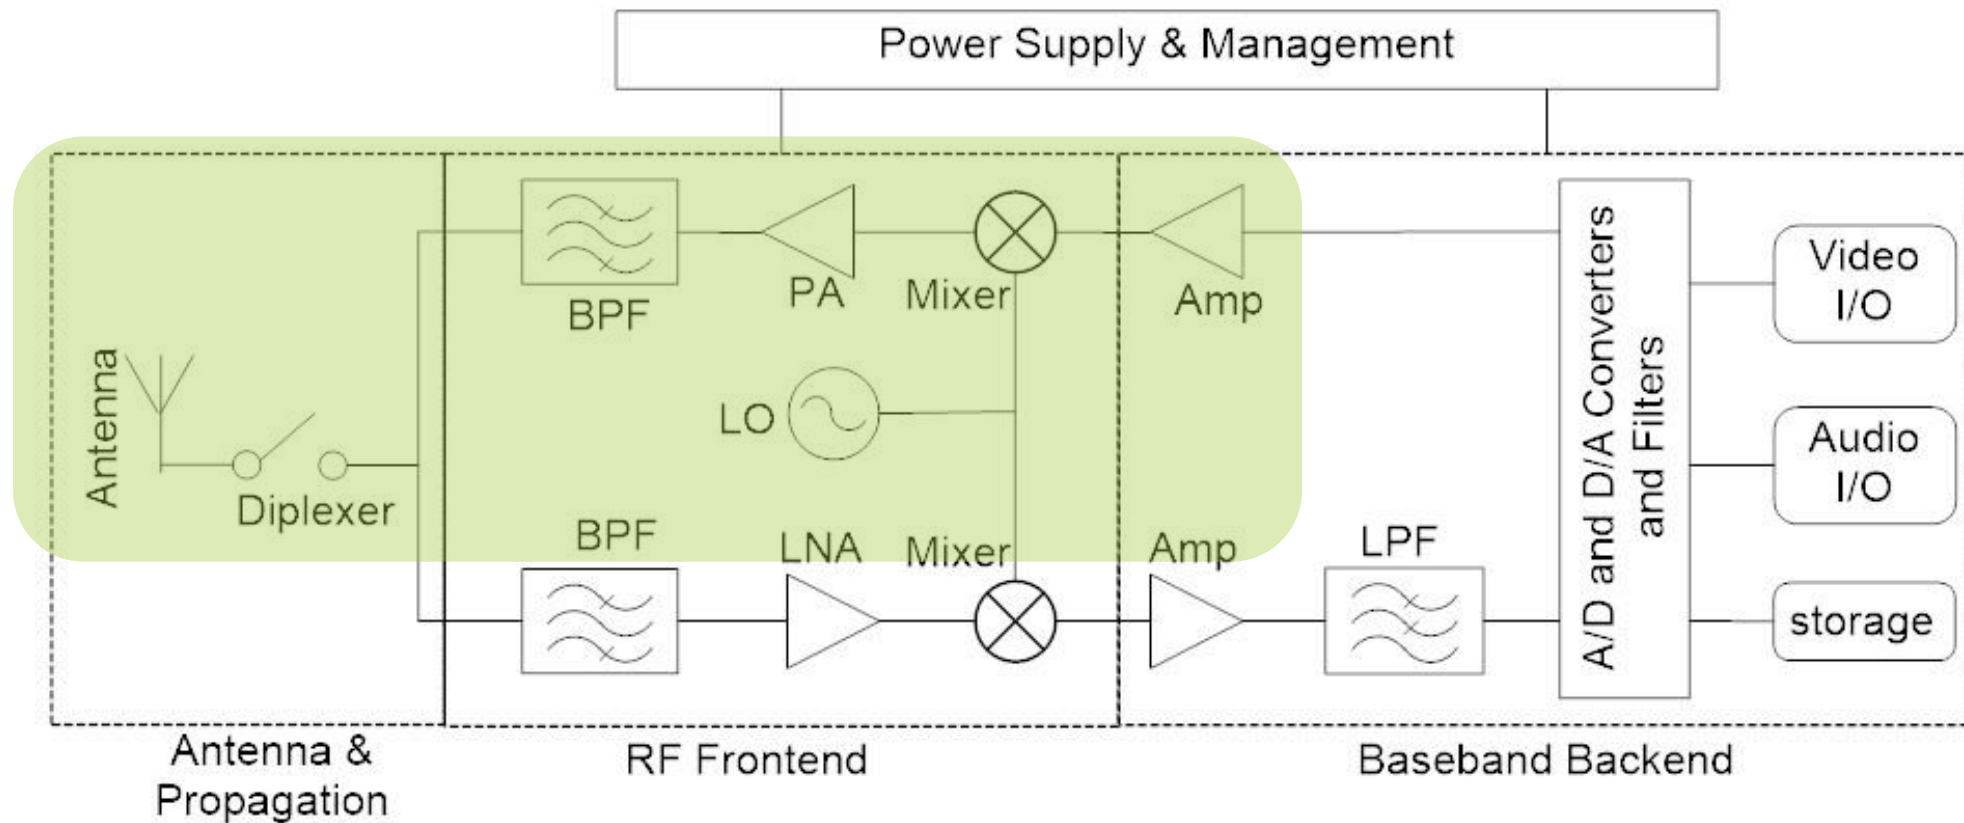 Power Supply & Management
BPF
PA
Mixer
Amp
LO
Antenna
Diplexer
BPF
LNA
Mixer
Amp
LPF
A/D and D/A Converters
and Filters
Video
I/O
Audio
I/O
storage
Antenna &
Propagation
RF Frontend
Baseband Backend